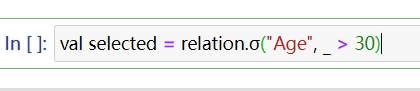 In [ ]: val selected = relation.σ("Age", _ > 30)